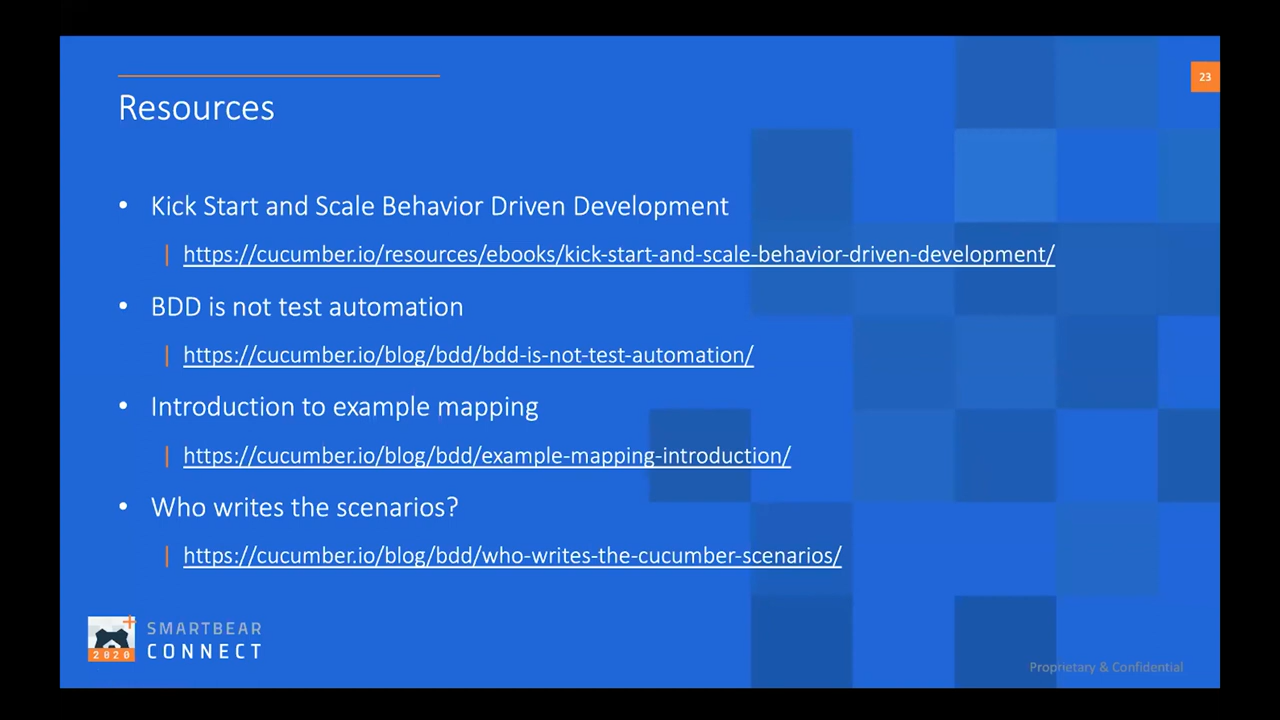 23
Resources
• Kick Start and Scale Behavior Driven Development
| https://cucumber.io/resources/ebooks/kick-start-and-scale-behavior-driven-development/
• BDD is not test automation
| https://cucumber.io/blog/bdd/bdd-is-not-test-automation/
• Introduction to example mapping
| https://cucumber.io/blog/bdd/example-mapping-introduction/
• Who writes the scenarios?
| https://cucumber.io/blog/bdd/who-writes-the-cucumber-scenarios/
SMARTBEAR
CONNECT
2020
Proprietary & Confidential